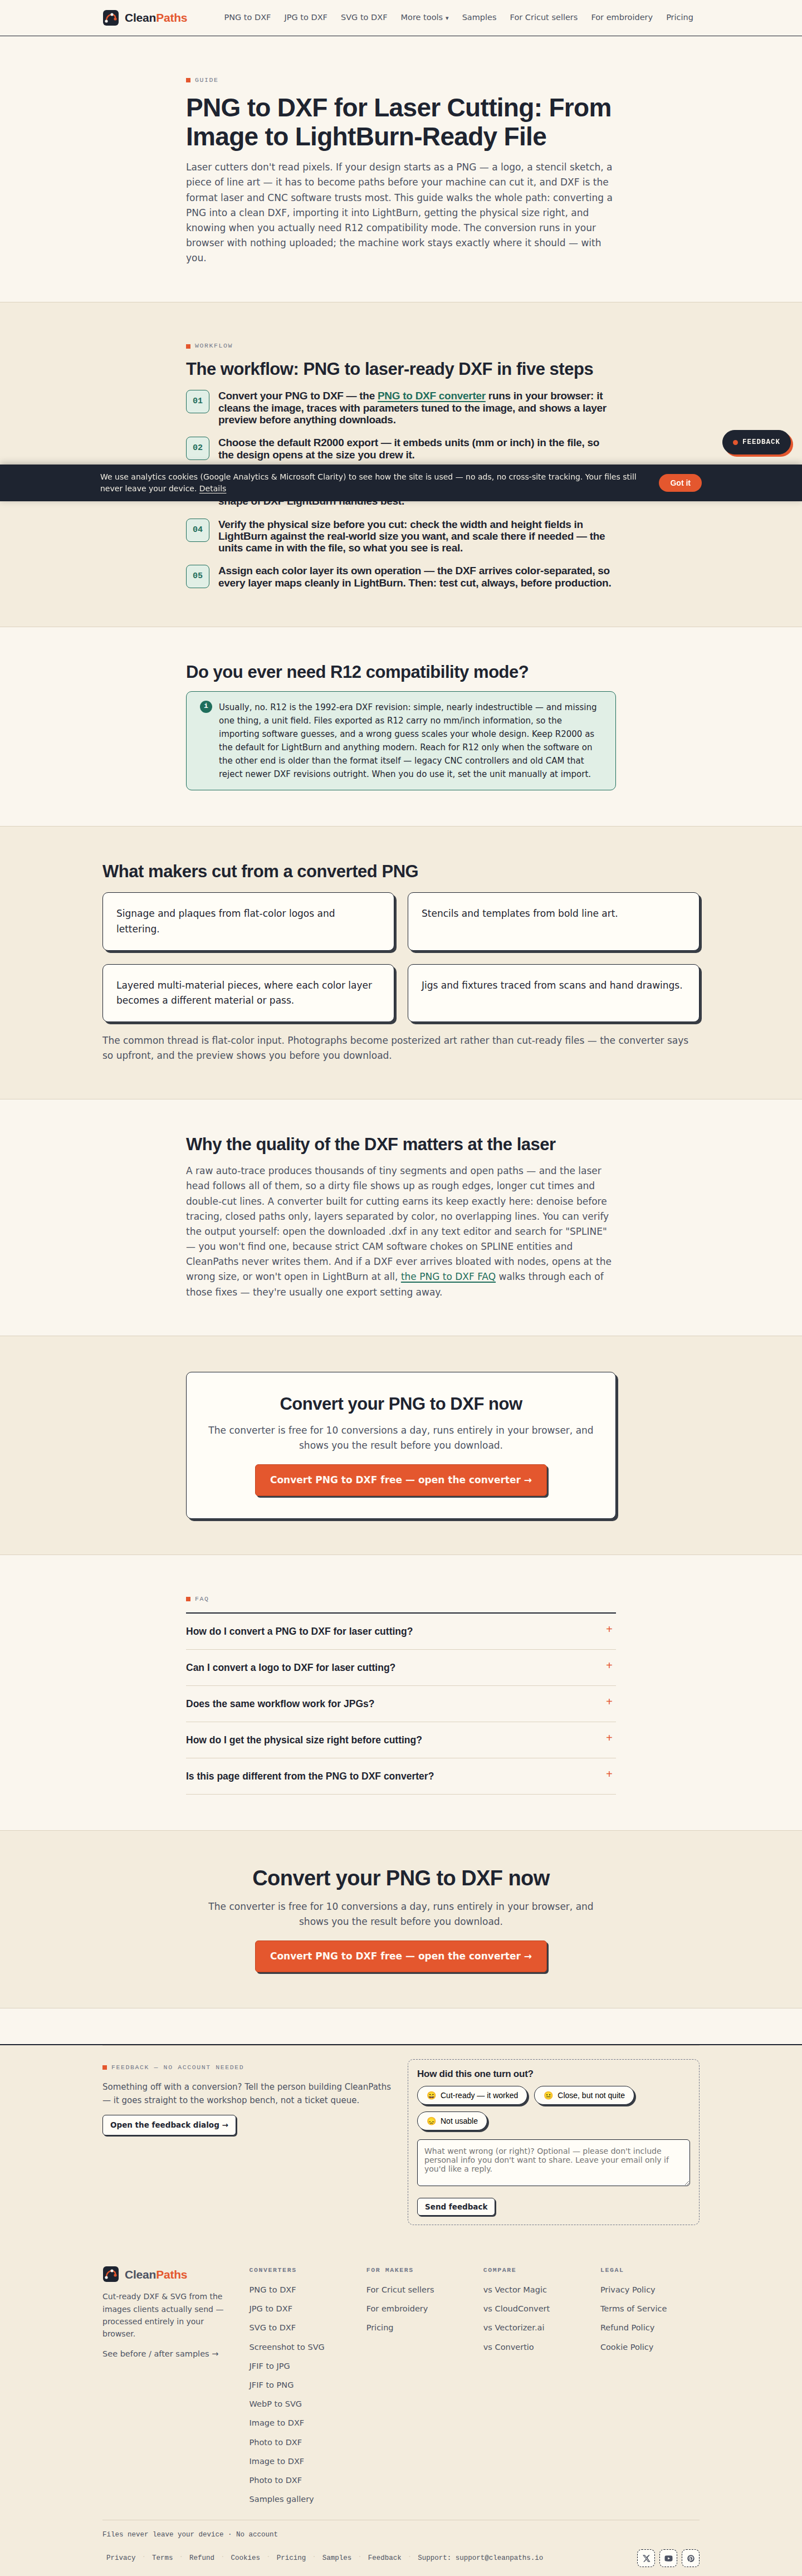 CleanPaths
PNG to DXF JPG to DXF SVG to DXF More tools ▾ Samples For Cricut sellers For embroidery Pricing
GUIDE
PNG to DXF for Laser Cutting: From
Image to LightBurn-Ready File
Laser cutters don't read pixels. If your design starts as a PNG — a logo, a stencil sketch, a
piece of line art — it has to become paths before your machine can cut it, and DXF is the
format laser and CNC software trusts most. This guide walks the whole path: converting a
PNG into a clean DXF, importing it into LightBurn, getting the physical size right, and
knowing when you actually need R12 compatibility mode. The conversion runs in your
browser with nothing uploaded; the machine work stays exactly where it should — with
you.
WORKFLOW
The workflow: PNG to laser-ready DXF in five steps
01
Convert your PNG to DXF — the PNG to DXF converter runs in your browser: it
cleans the image, traces with parameters tuned to the image, and shows a layer
preview before anything downloads.
02
Choose the default R2000 export — it embeds units (mm or inch) in the file, so
the design opens at the size you drew it.
FEEDBACK
We use analytics cookies (Google Analytics & Microsoft Clarity) to see how the site is used — no ads, no cross-site tracking. Your files still
never leave your device. Details
Got it
shape of DXF LightBurn handles best.
04
Verify the physical size before you cut: check the width and height fields in
LightBurn against the real-world size you want, and scale there if needed — the
units came in with the file, so what you see is real.
05
Assign each color layer its own operation — the DXF arrives color-separated, so
every layer maps cleanly in LightBurn. Then: test cut, always, before production.
Do you ever need R12 compatibility mode?
i
Usually, no. R12 is the 1992-era DXF revision: simple, nearly indestructible — and missing
one thing, a unit field. Files exported as R12 carry no mm/inch information, so the
importing software guesses, and a wrong guess scales your whole design. Keep R2000 as
the default for LightBurn and anything modern. Reach for R12 only when the software on
the other end is older than the format itself — legacy CNC controllers and old CAM that
reject newer DXF revisions outright. When you do use it, set the unit manually at import.
What makers cut from a converted PNG
Signage and plaques from flat-color logos and
lettering.
Stencils and templates from bold line art.
Layered multi-material pieces, where each color layer
becomes a different material or pass.
Jigs and fixtures traced from scans and hand drawings.
The common thread is flat-color input. Photographs become posterized art rather than cut-ready files — the converter says
so upfront, and the preview shows you before you download.
Why the quality of the DXF matters at the laser
A raw auto-trace produces thousands of tiny segments and open paths — and the laser
head follows all of them, so a dirty file shows up as rough edges, longer cut times and
double-cut lines. A converter built for cutting earns its keep exactly here: denoise before
tracing, closed paths only, layers separated by color, no overlapping lines. You can verify
the output yourself: open the downloaded .dxf in any text editor and search for "SPLINE"
— you won't find one, because strict CAM software chokes on SPLINE entities and
CleanPaths never writes them. And if a DXF ever arrives bloated with nodes, opens at the
wrong size, or won't open in LightBurn at all, the PNG to DXF FAQ walks through each of
those fixes — they're usually one export setting away.
Convert your PNG to DXF now
The converter is free for 10 conversions a day, runs entirely in your browser, and
shows you the result before you download.
Convert PNG to DXF free — open the converter →
FAQ
How do I convert a PNG to DXF for laser cutting? +
Can I convert a logo to DXF for laser cutting? +
Does the same workflow work for JPGs? +
How do I get the physical size right before cutting? +
Is this page different from the PNG to DXF converter? +
Convert your PNG to DXF now
The converter is free for 10 conversions a day, runs entirely in your browser, and
shows you the result before you download.
Convert PNG to DXF free — open the converter →
FEEDBACK — NO ACCOUNT NEEDED
Something off with a conversion? Tell the person building CleanPaths
— it goes straight to the workshop bench, not a ticket queue.
Open the feedback dialog →
How did this one turn out?
😄 Cut-ready — it worked 😐 Close, but not quite
😞 Not usable
What went wrong (or right)? Optional — please don't include
personal info you don't want to share. Leave your email only if
you'd like a reply.
Send feedback
CleanPaths
Cut-ready DXF & SVG from the
images clients actually send —
processed entirely in your
browser.
See before / after samples →
CONVERTERS
PNG to DXF
JPG to DXF
SVG to DXF
Screenshot to SVG
JFIF to JPG
JFIF to PNG
WebP to SVG
Image to DXF
Photo to DXF
Image to DXF
Photo to DXF
Samples gallery
FOR MAKERS
For Cricut sellers
For embroidery
Pricing
COMPARE
vs Vector Magic
vs CloudConvert
vs Vectorizer.ai
vs Convertio
LEGAL
Privacy Policy
Terms of Service
Refund Policy
Cookie Policy
Files never leave your device · No account
Privacy Terms Refund Cookies Pricing Samples Feedback Support: support@cleanpaths.io